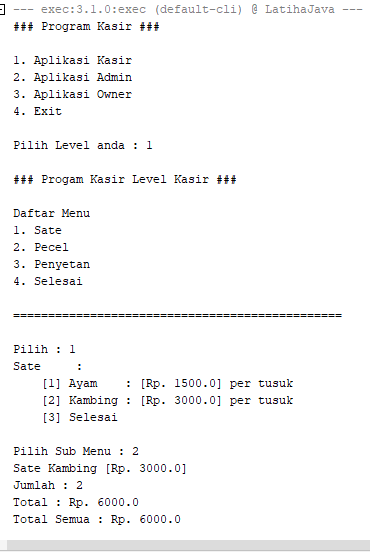 --- exec:3.1.0:exec (default-cli) @ LatihaJava ---
### Program Kasir ###
1. Aplikasi Kasir
2. Aplikasi Admin
3. Aplikasi Owner
4. Exit
Pilih Level anda : 1
### Progam Kasir Level Kasir ###
Daftar Menu
1. Sate
2. Pecel
3. Penyetan
4. Selesai
===============================================
Pilih : 1
Sate     :
    [1] Ayam    : [Rp. 1500.0] per tusuk
    [2] Kambing : [Rp. 3000.0] per tusuk
    [3] Selesai
Pilih Sub Menu : 2
Sate Kambing [Rp. 3000.0]
Jumlah : 2
Total : Rp. 6000.0
Total Semua : Rp. 6000.0